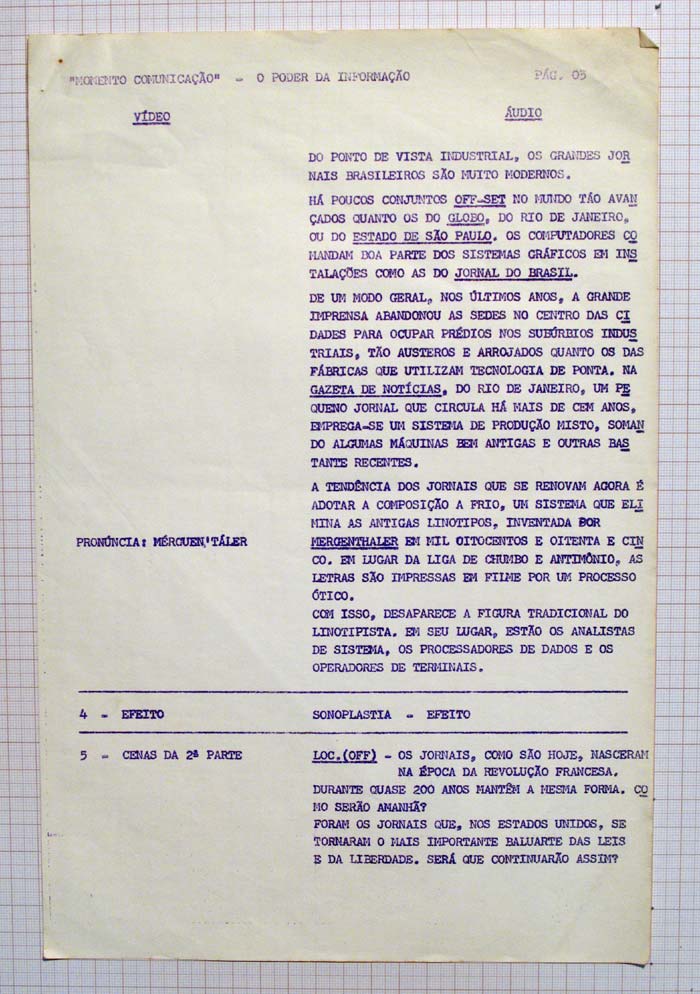 "MOMENTO COMUNICAÇÃO" - O PODER DA INFORMAÇÃO PÁG. 05
VÍDEO ÁUDIO
DO PONTO DE VISTA INDUSTRIAL, OS GRANDES JOR
NAIS BRASILEIROS SÃO MUITO MODERNOS.
HÁ POUCOS CONJUNTOS OFF-SET NO MUNDO TÃO AVAN
ÇADOS QUANTO OS DO GLOBO, DO RIO DE JANEIRO,
OU DO ESTADO DE SÃO PAULO. OS COMPUTADORES CO
MANDAM BOA PARTE DOS SISTEMAS GRÁFICOS EM INS
TALAÇÕES COMO AS DO JORNAL DO BRASIL.
DE UM MODO GERAL, NOS ÚLTIMOS ANOS, A GRANDE
IMPRENSA ABANDONOU AS SEDES NO CENTRO DAS CI
DADES PARA OCUPAR PRÉDIOS NOS SUBÚRBIOS INDUS
TRIAIS, TÃO AUSTEROS E ARROJADOS QUANTO OS DAS
FÁBRICAS QUE UTILIZAM TECNOLOGIA DE PONTA. NA
GAZETA DE NOTÍCIAS, DO RIO DE JANEIRO, UM PE
QUENO JORNAL QUE CIRCULA HÁ MAIS DE CEM ANOS,
EMPREGA-SE UM SISTEMA DE PRODUÇÃO MISTO, SOMAN
DO ALGUMAS MÁQUINAS BEM ANTIGAS E OUTRAS BAS
TANTE RECENTES.
A TENDÊNCIA DOS JORNAIS QUE SE RENOVAM AGORA É
ADOTAR A COMPOSIÇÃO A FRIO, UM SISTEMA QUE ELI
MINA AS ANTIGAS LINOTIPOS, INVENTADA POR
PRONÚNCIA: MÉRGUEN'TÁLER MERGENTHALER EM MIL OITOCENTOS E OITENTA E CIN
CO. EM LUGAR DA LIGA DE CHUMBO E ANTIMÔNIO, AS
LETRAS SÃO IMPRESSAS EM FILME POR UM PROCESSO
ÓTICO.
COM ISSO, DESAPARECE A FIGURA TRADICIONAL DO
LINOTIPISTA. EM SEU LUGAR, ESTÃO OS ANALISTAS
DE SISTEMA, OS PROCESSADORES DE DADOS E OS
OPERADORES DE TERMINAIS.
4 - EFEITO SONOPLASTIA - EFEITO
5 - CENAS DA 2ª PARTE LOC.(OFF) - OS JORNAIS, COMO SÃO HOJE, NASCERAM
NA ÉPOCA DA REVOLUÇÃO FRANCESA.
DURANTE QUASE 200 ANOS MANTÊM A MESMA FORMA. CO
MO SERÃO AMANHÃ?
FORAM OS JORNAIS QUE, NOS ESTADOS UNIDOS, SE
TORNARAM O MAIS IMPORTANTE BALUARTE DAS LEIS
E DA LIBERDADE. SERÁ QUE CONTINUARÃO ASSIM?